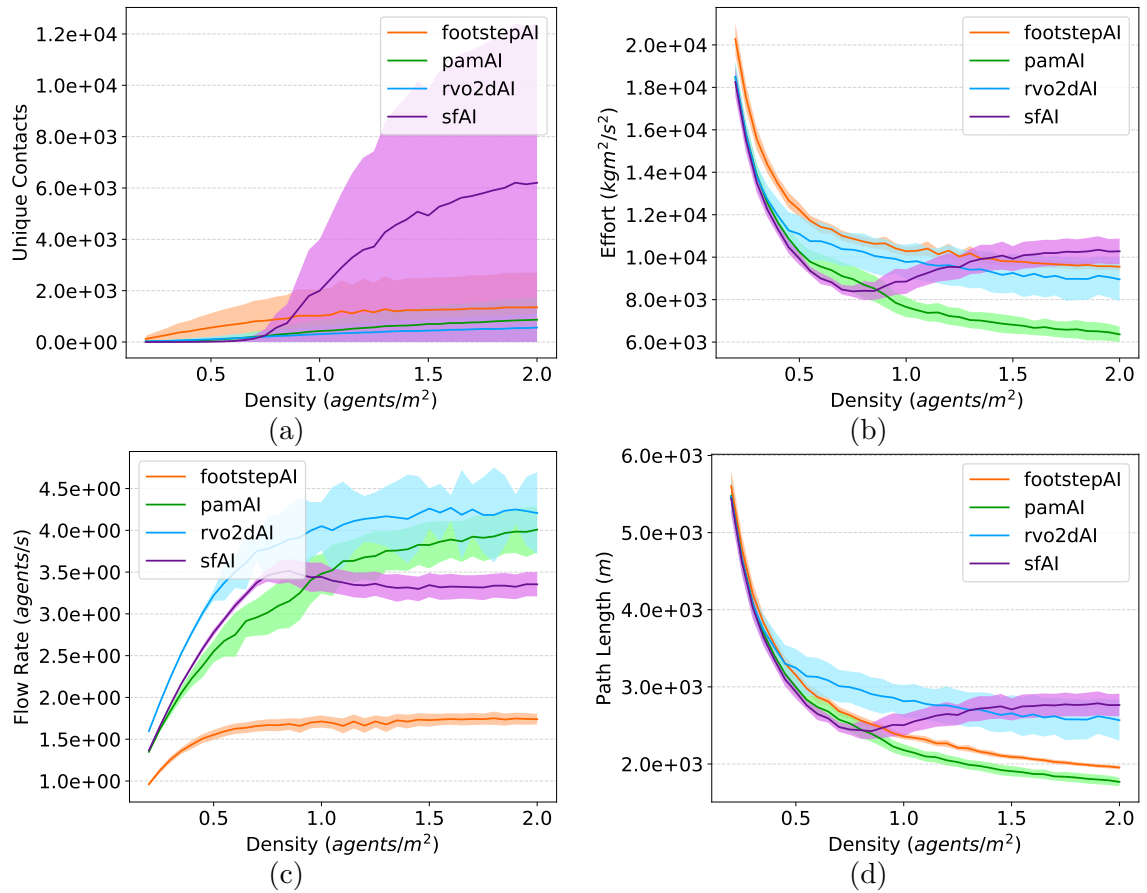 1.2e+04
1.0e+04
8.0e+03
6.0e+03
4.0e+03
2.0e+03
0.0e+00
Unique Contacts
footstepAI
pamAI
rvo2dAI
sfAI
0.5 1.0 1.5 2.0
Density (agents/m²)
(a)
2.0e+04
1.8e+04
1.6e+04
1.4e+04
1.2e+04
1.0e+04
8.0e+03
6.0e+03
Effort (kgm²/s²)
footstepAI
pamAI
rvo2dAI
sfAI
0.5 1.0 1.5 2.0
Density (agents/m²)
(b)
4.5e+00
4.0e+00
3.5e+00
3.0e+00
2.5e+00
2.0e+00
1.5e+00
1.0e+00
Flow Rate (agents/s)
footstepAI
pamAI
rvo2dAI
sfAI
0.5 1.0 1.5 2.0
Density (agents/m²)
(c)
6.0e+03
5.0e+03
4.0e+03
3.0e+03
2.0e+03
Path Length (m)
footstepAI
pamAI
rvo2dAI
sfAI
0.5 1.0 1.5 2.0
Density (agents/m²)
(d)